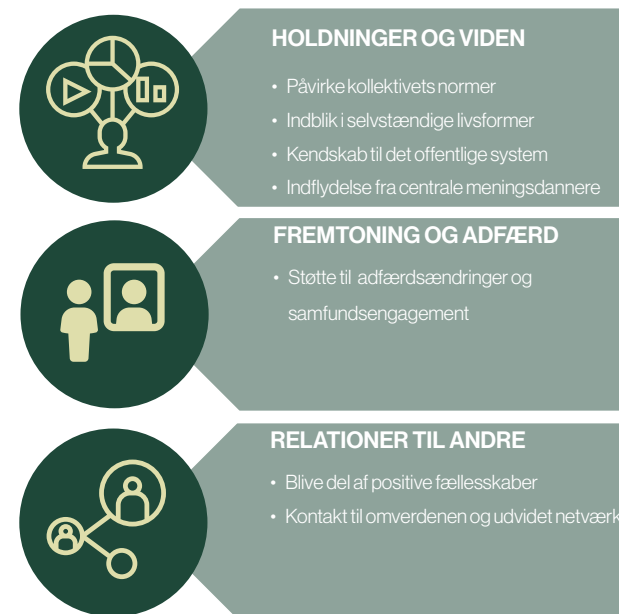 HOLDNINGER OG VIDEN
• Påvirke kollektivets normer
• Indblik i selvstændige livsformer
• Kendskab til det offentlige system
• Indflydelse fra centrale meningsdannere
FREMTONING OG ADFÆRD
• Støtte til adfærdsændringer og
samfundsengagement
RELATIONER TIL ANDRE
• Blive del af positive fællesskaber
• Kontakt til omverdenen og udvidet netværk